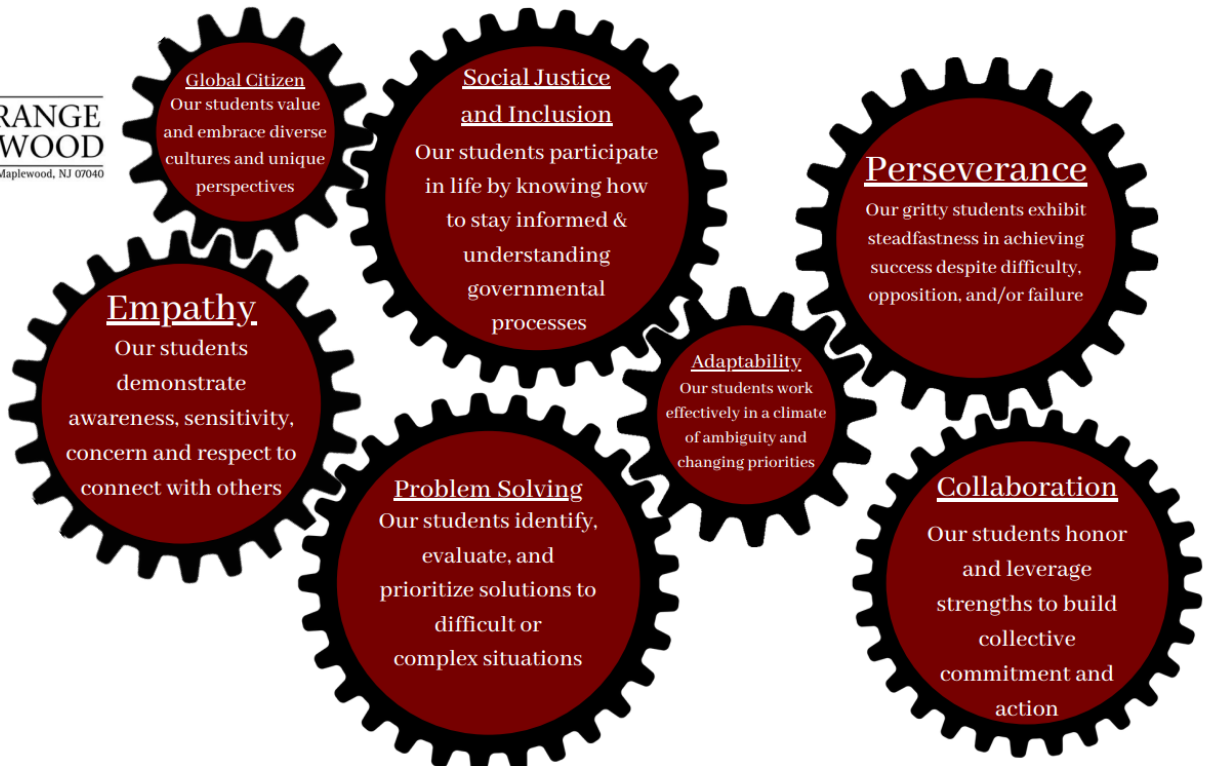 RANGE
WOOD
Maplewood, NJ 07040
Global Citizen
Our students value
and embrace diverse
cultures and unique
perspectives
Social Justice
and Inclusion
Our students participate
in life by knowing how
to stay informed &
understanding
governmental
processes
Perseverance
Our gritty students exhibit
steadfastness in achieving
success despite difficulty,
opposition, and/or failure
Empathy
Our students
demonstrate
awareness, sensitivity,
concern and respect to
connect with others
Adaptability
Our students work
effectively in a climate
of ambiguity and
changing priorities
Problem Solving
Our students identify,
evaluate, and
prioritize solutions to
difficult or
complex situations
Collaboration
Our students honor
and leverage
strengths to build
collective
commitment and
action